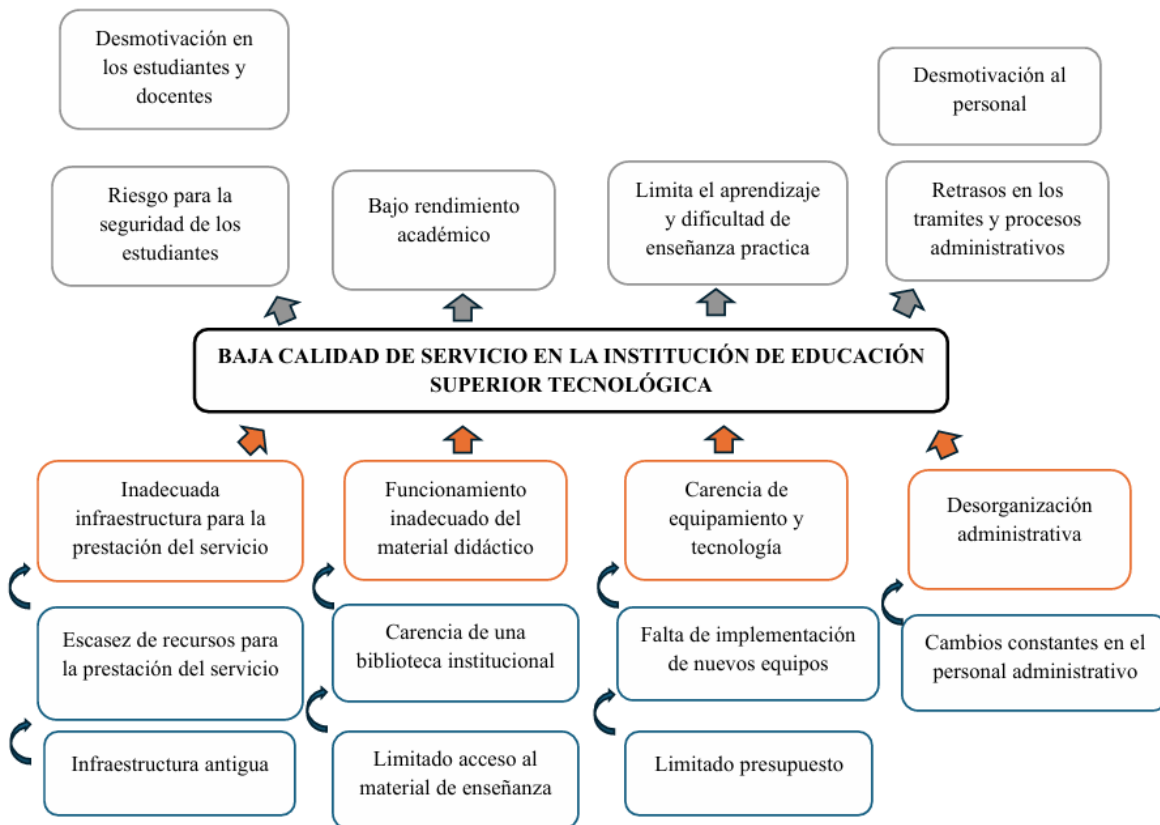 Desmotivación en
los estudiantes y
docentes
Desmotivación al
personal
Riesgo para la
seguridad de los
estudiantes
Bajo rendimiento
académico
Limita el aprendizaje
y dificultad de
enseñanza practica
Retrasos en los
tramites y procesos
administrativos
BAJA CALIDAD DE SERVICIO EN LA INSTITUCIÓN DE EDUCACIÓN
SUPERIOR TECNOLÓGICA
Inadecuada
infraestructura para la
prestación del servicio
Funcionamiento
inadecuado del
material didáctico
Carencia de
equipamiento y
tecnología
Desorganización
administrativa
Escasez de recursos para
la prestación del servicio
Carencia de una
biblioteca institucional
Falta de implementación
de nuevos equipos
Cambios constantes en el
personal administrativo
Infraestructura antigua
Limitado acceso al
material de enseñanza
Limitado presupuesto